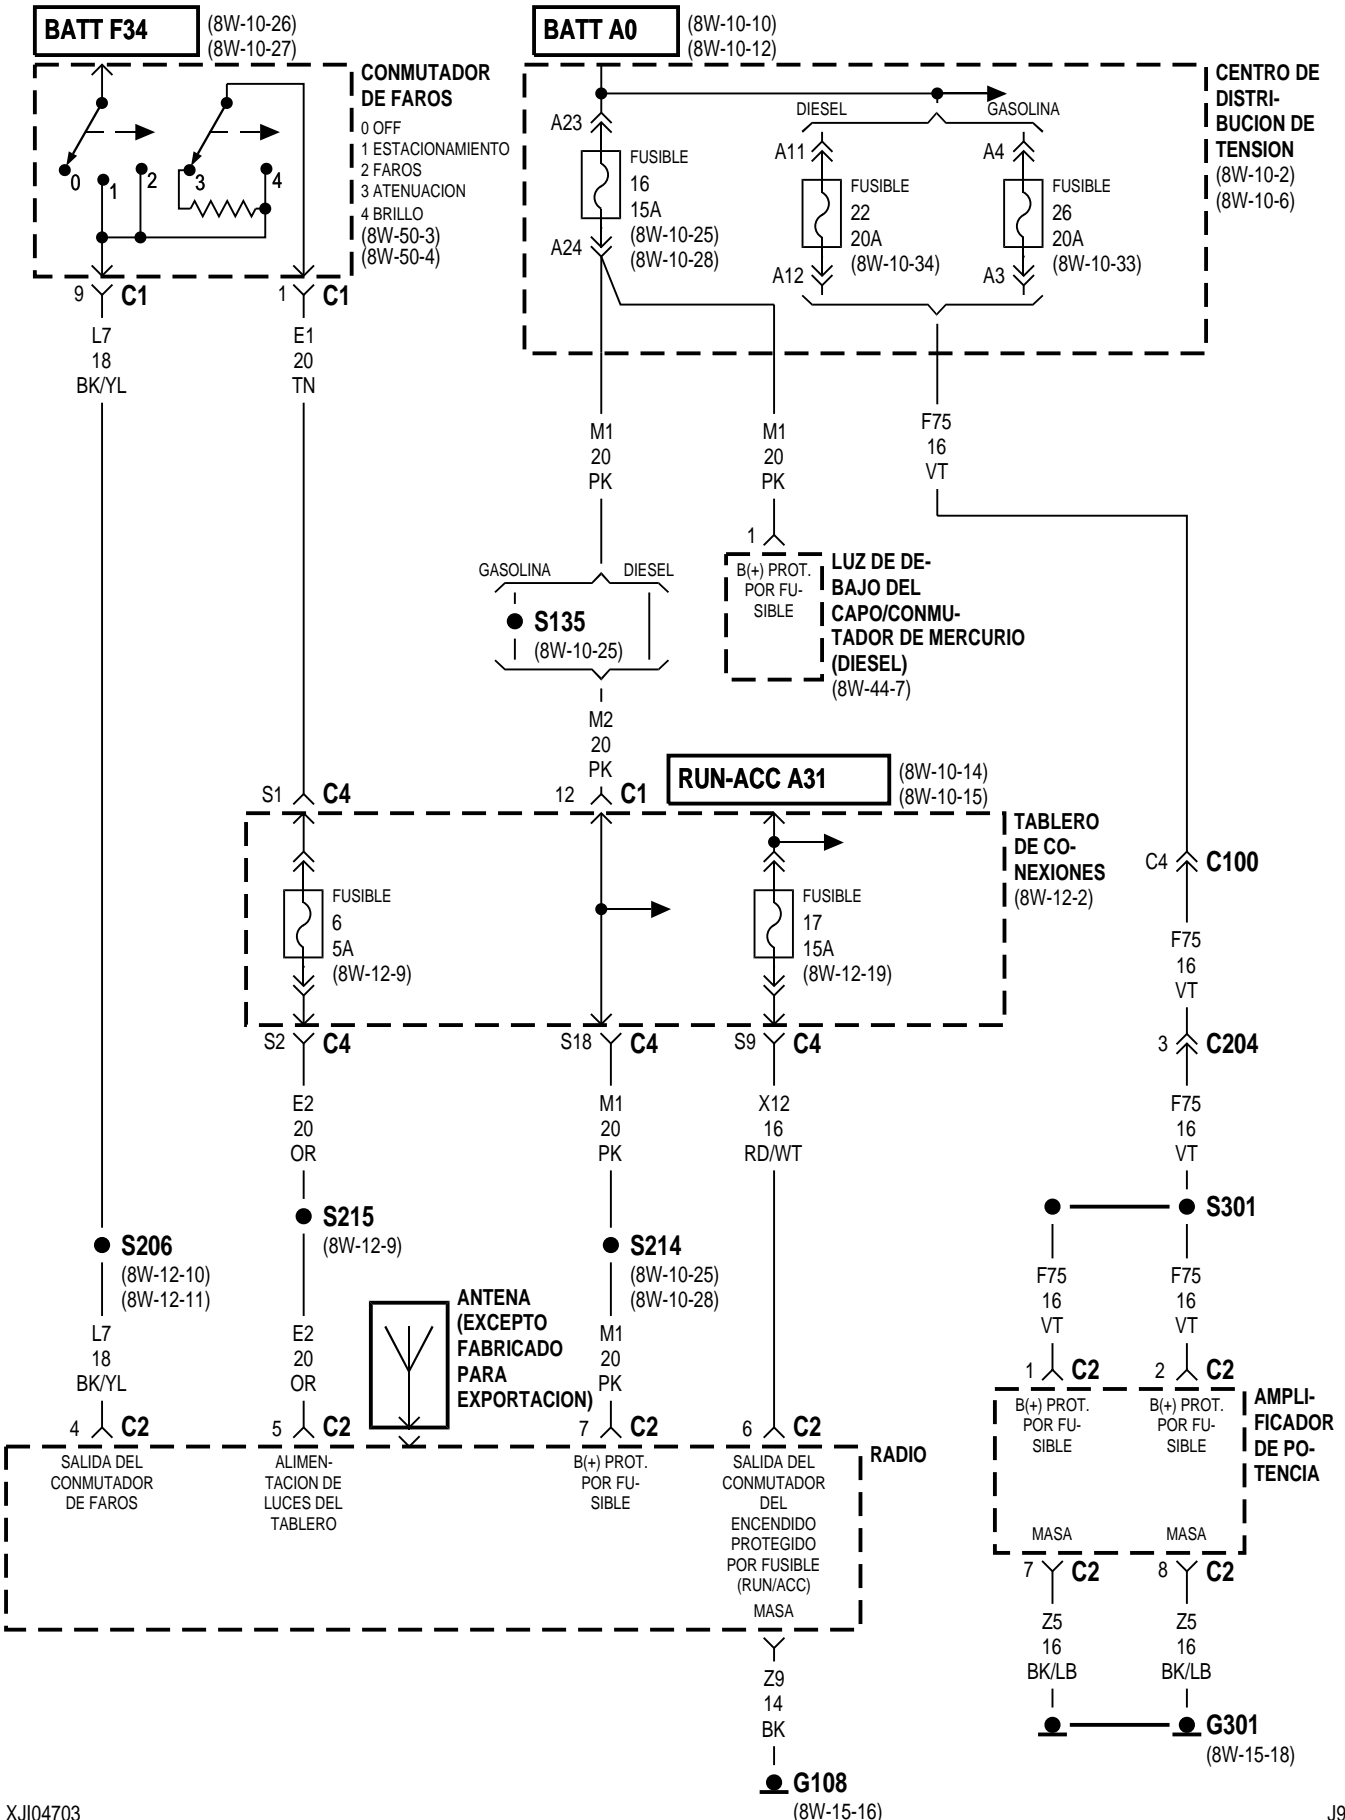 BATT F34
(8W-10-26)
(8W-10-27)
BATT A0
(8W-10-10)
(8W-10-12)
CONMUTADOR
DE FAROS
0 OFF
1 ESTACIONAMIENTO
2 FAROS
3 ATENUACION
4 BRILLO
(8W-50-3)
(8W-50-4)
0
1
2
3
4
CENTRO DE
DISTRI-
BUCION DE
TENSION
(8W-10-2)
(8W-10-6)
DIESEL
GASOLINA
A23
FUSIBLE
16
15A
(8W-10-25)
(8W-10-28)
A24
A11
FUSIBLE
22
20A
(8W-10-34)
A12
A4
FUSIBLE
26
20A
(8W-10-33)
A3
9 C1
1 C1
L7
18
BK/YL
E1
20
TN
M1
20
PK
M1
20
PK
F75
16
VT
1
B(+) PROT.
POR FU-
SIBLE
LUZ DE DE-
BAJO DEL
CAPO/CONMU-
TADOR DE MERCURIO
(DIESEL)
(8W-44-7)
GASOLINA
DIESEL
S135
(8W-10-25)
M2
20
PK
RUN-ACC A31
(8W-10-14)
(8W-10-15)
S1 C4
12 C1
TABLERO
DE CO-
NEXIONES
(8W-12-2)
C4 C100
FUSIBLE
6
5A
(8W-12-9)
FUSIBLE
17
15A
(8W-12-19)
F75
16
VT
S2 C4
S18 C4
S9 C4
3 C204
E2
20
OR
M1
20
PK
X12
16
RD/WT
F75
16
VT
S301
S206
(8W-12-10)
(8W-12-11)
S215
(8W-12-9)
S214
(8W-10-25)
(8W-10-28)
F75
16
VT
F75
16
VT
ANTENA
(EXCEPTO
FABRICADO
PARA
EXPORTACION)
L7
18
BK/YL
E2
20
OR
M1
20
PK
1 C2
2 C2
4 C2
5 C2
7 C2
6 C2
RADIO
SALIDA DEL
CONMUTADOR
DE FAROS
ALIMEN-
TACION DE
LUCES DEL
TABLERO
B(+) PROT.
POR FU-
SIBLE
SALIDA DEL
CONMUTADOR
DEL
ENCENDIDO
PROTEGIDO
POR FUSIBLE
(RUN/ACC)
MASA
B(+) PROT.
POR FU-
SIBLE
B(+) PROT.
POR FU-
SIBLE
AMPLI-
FICADOR
DE PO-
TENCIA
MASA
MASA
7 C2
8 C2
Z5
16
BK/LB
Z5
16
BK/LB
G301
(8W-15-18)
Z9
14
BK
G108
(8W-15-16)
XJI04703
J9